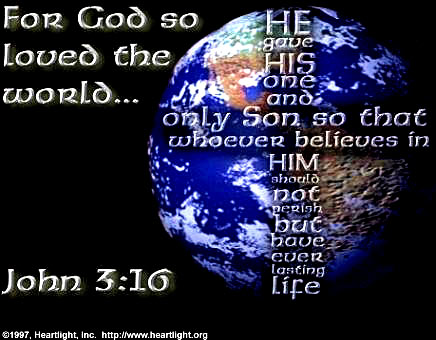 For God so
loved the
world...
HE
gave
HIS
one
and
only Son so that
whoever believes in
HIM
should
not
perish
but
have
ever
lasting
life
John 3:16
©1997, Heartlight, Inc.  http://www.heartlight.org